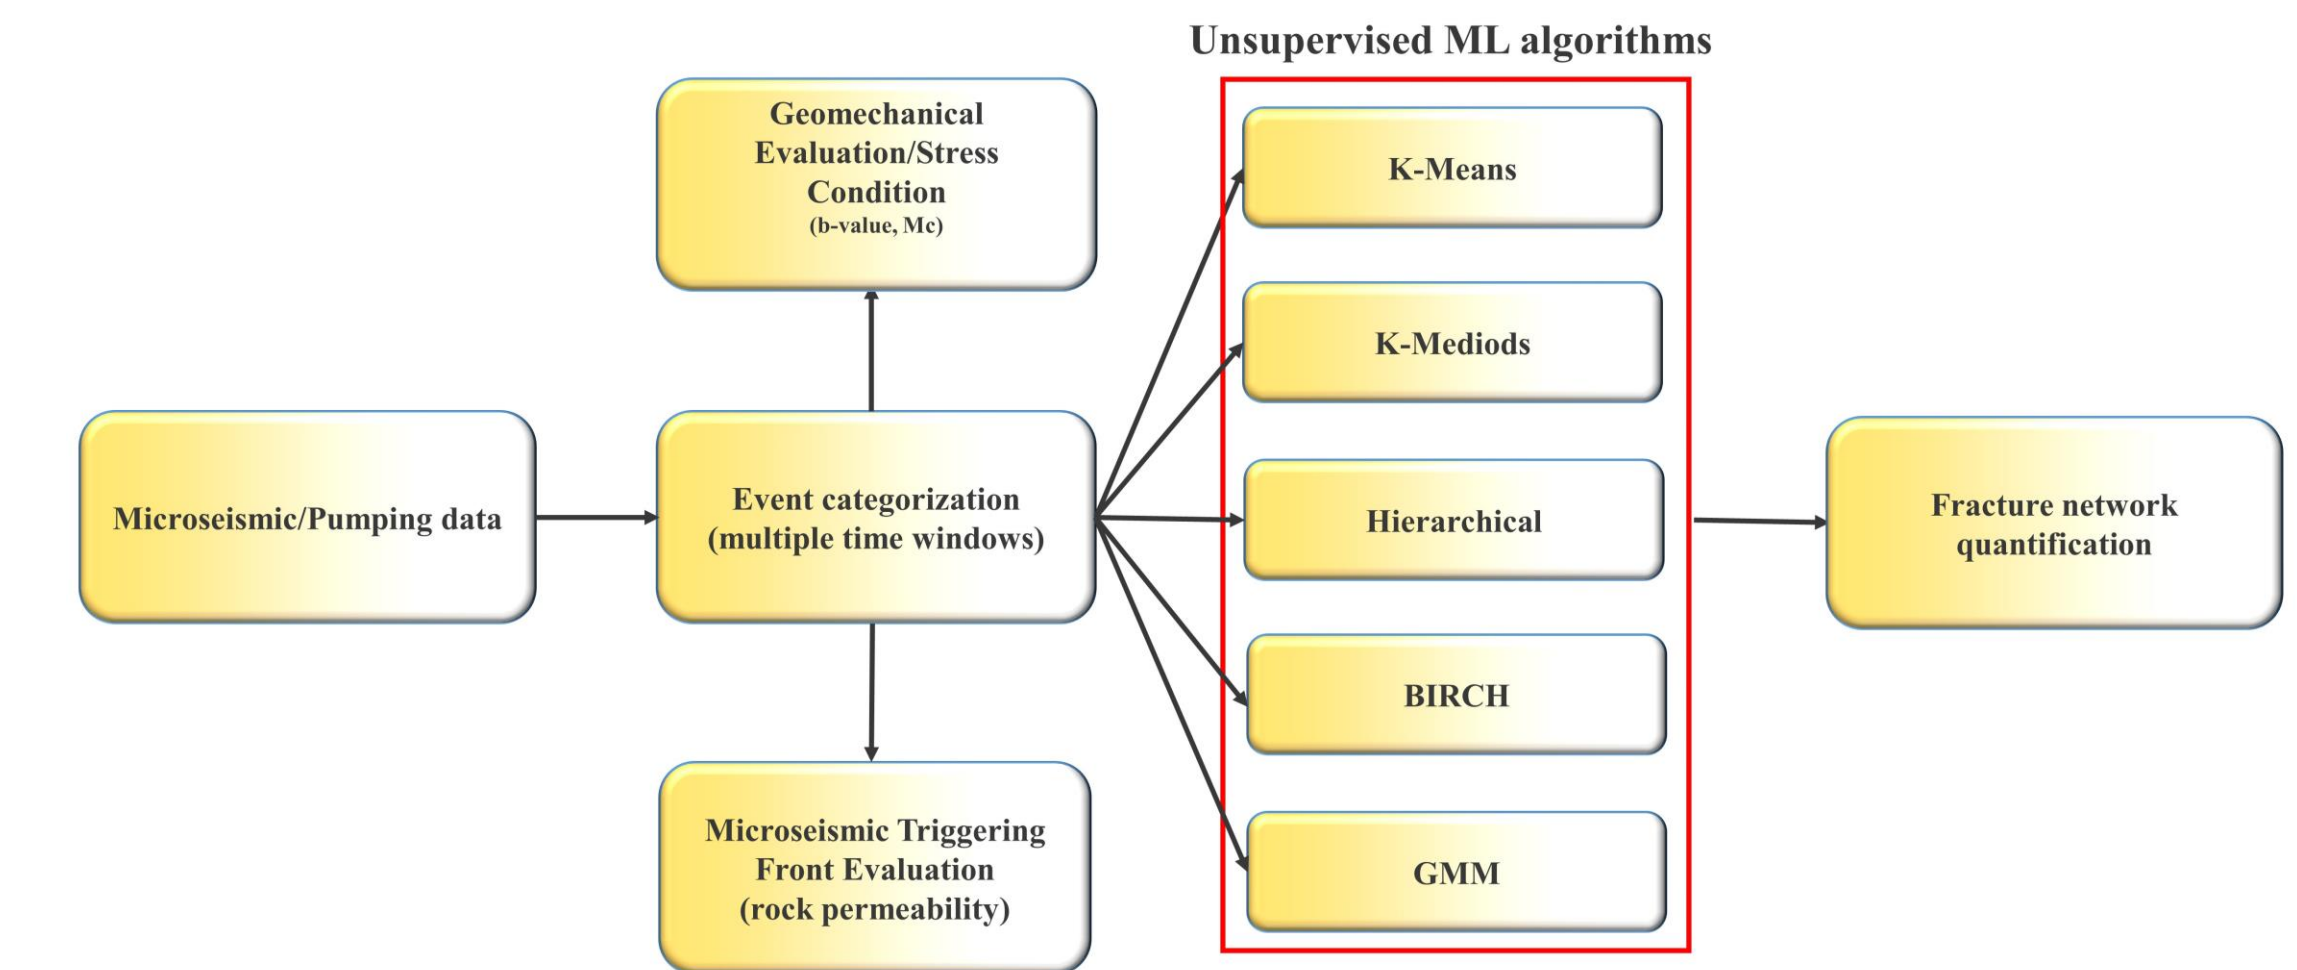 Unsupervised ML algorithms
Geomechanical
Evaluation/Stress
Condition
(b-value, Mc)
K-Means
K-Mediods
Microseismic/Pumping data
Event categorization
(multiple time windows)
Hierarchical
Fracture network
quantification
BIRCH
Microseismic Triggering
Front Evaluation
(rock permeability)
GMM